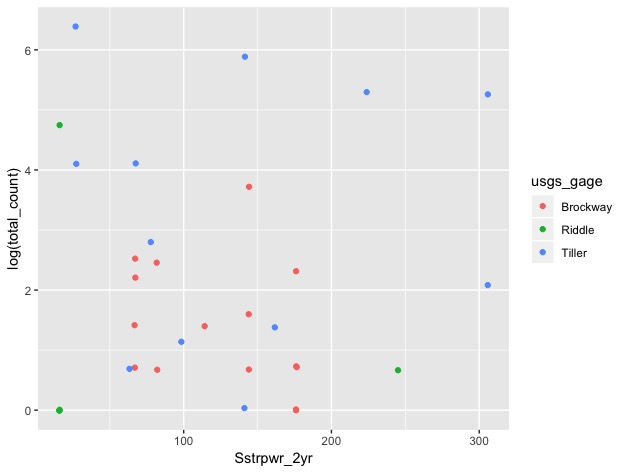 6
4
2
0
log(total_count)
100
200
300
Sstrpwr_2yr
usgs_gage
Brockway
Riddle
Tiller